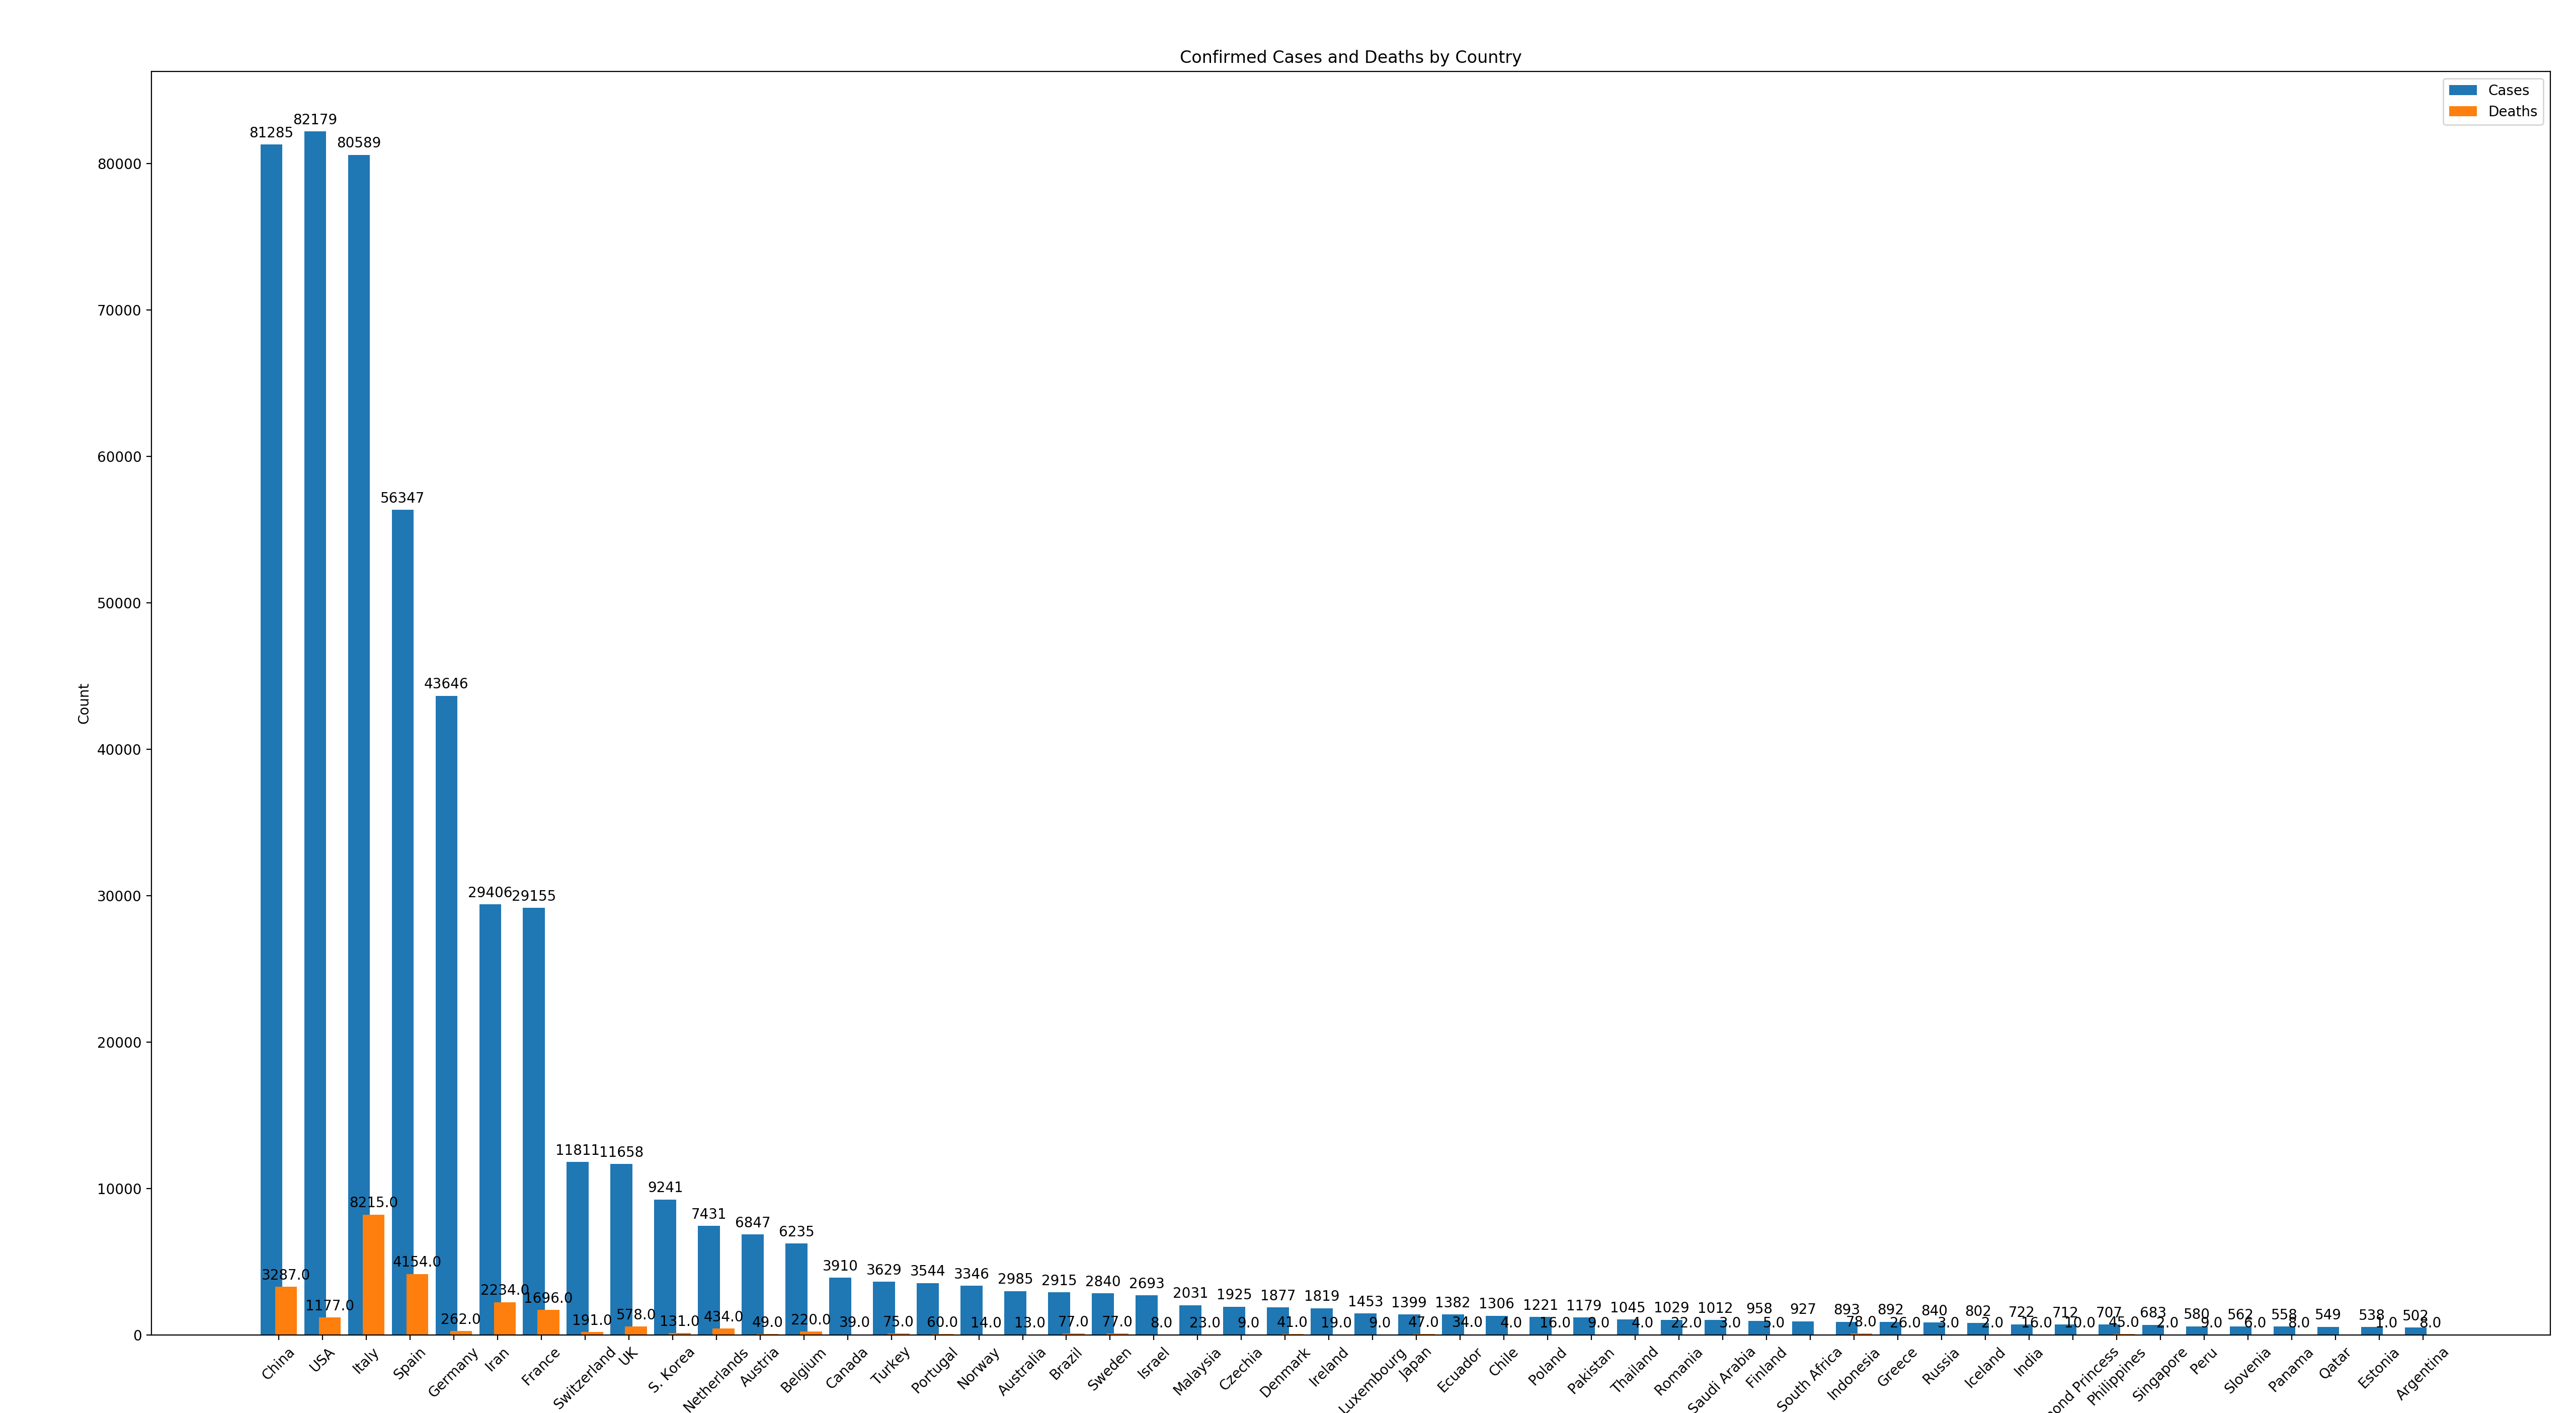 Confirmed Cases and Deaths by Country
Cases
Deaths
Count
80000
70000
60000
50000
40000
30000
20000
10000
0
81285 82179 80589 56347 43646 29406 29155 11811 11658 9241 7431 6847 6235 3910 3629 3544 3346 2985 2915 2840 2693 2031 1925 1877 1819 1453 1399 1382 1306 1221 1179 1045 1029 1012 958 927 893 892 840 802 722 712 707 683 580 562 558 549 538 502
3287.0 1177.0 8215.0 4154.0 262.0 2234.0 1696.0 191.0 578.0 131.0 434.0 49.0 220.0 39.0 75.0 60.0 14.0 13.0 77.0 77.0 8.0 23.0 9.0 41.0 19.0 9.0 47.0 34.0 4.0 16.0 9.0 4.0 22.0 3.0 5.0 78.0 26.0 3.0 2.0 16.0 10.0 45.0 2.0 9.0 6.0 8.0 1.0 8.0
China USA Italy Spain Germany Iran France Switzerland UK S. Korea Netherlands Austria Belgium Canada Turkey Portugal Norway Australia Brazil Sweden Israel Malaysia Czechia Denmark Ireland Luxembourg Japan Ecuador Chile Poland Pakistan Thailand Romania Saudi Arabia Finland South Africa Indonesia Greece Russia Iceland India Princess Philippines Singapore Peru Slovenia Panama Qatar Estonia Argentina